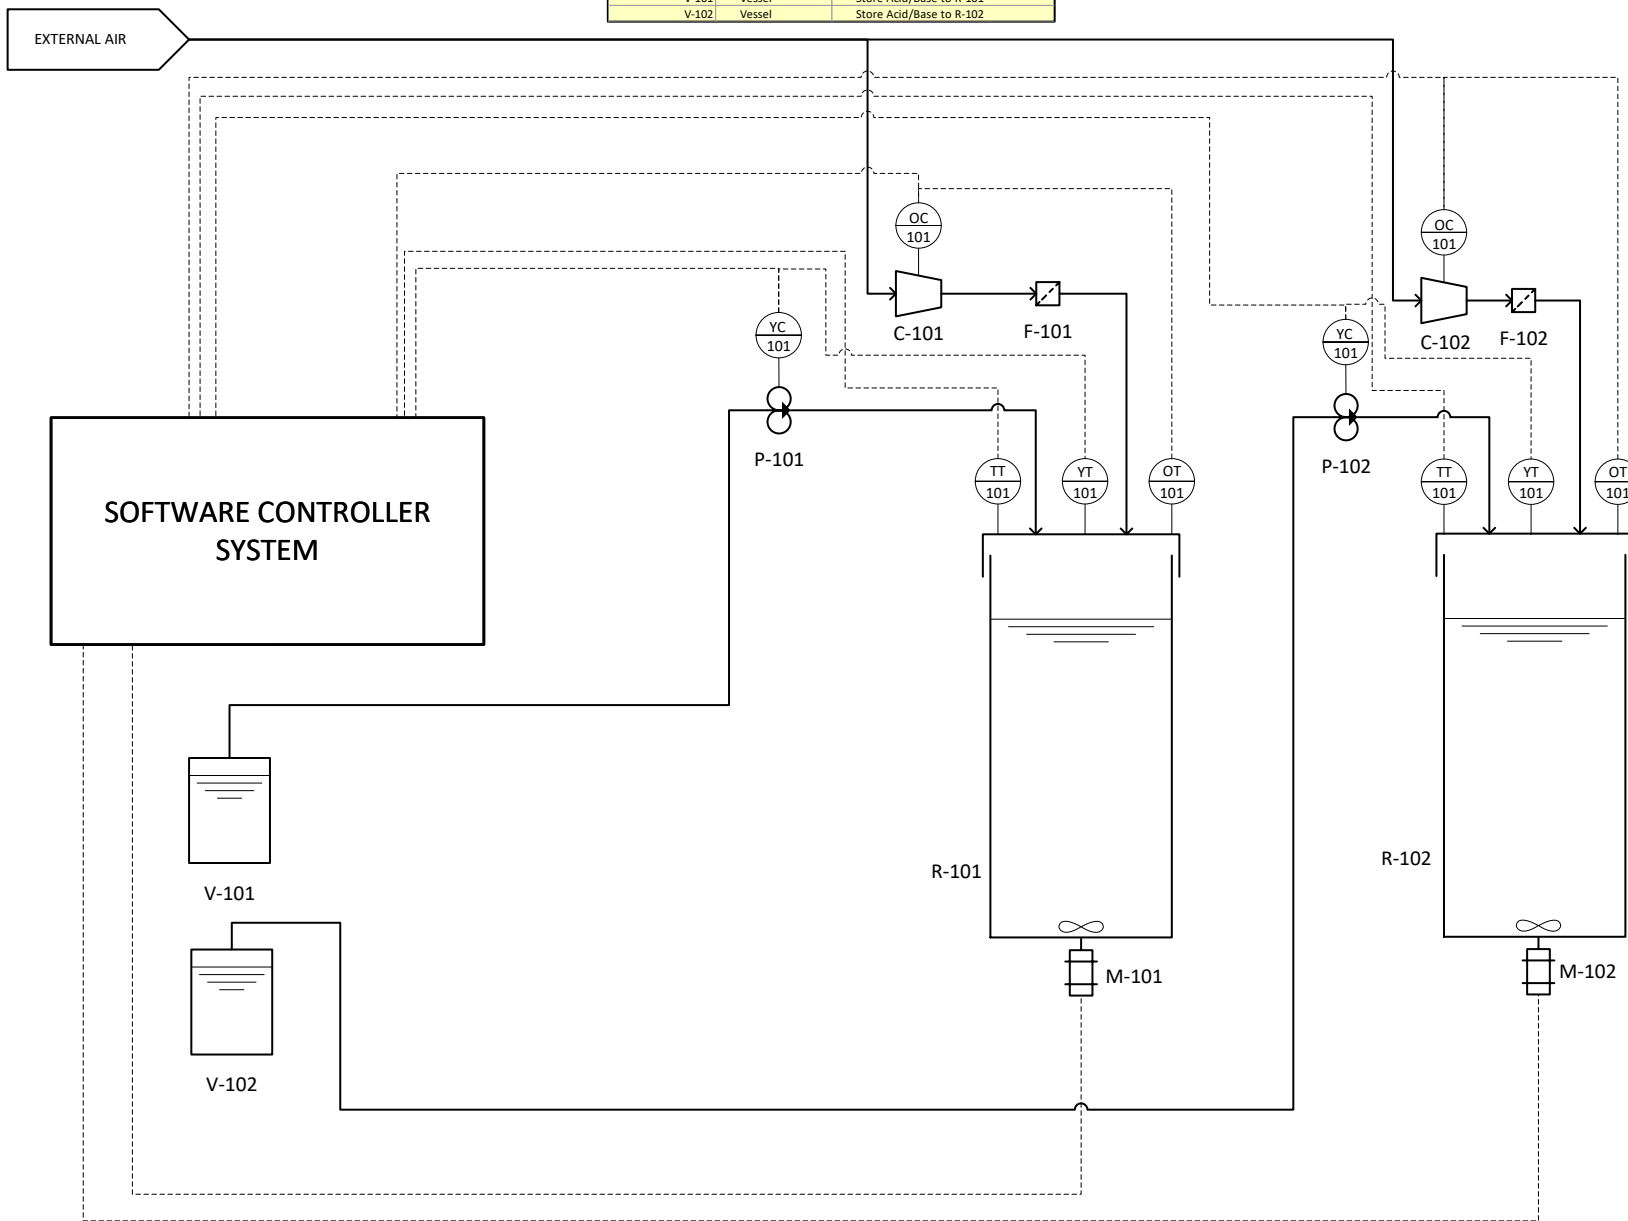 V-101 Vessel Store Acid/Base to R-101
V-102 Vessel Store Acid/Base to R-102
EXTERNAL AIR
OC
101
OC
101
C-101
F-101
C-102
F-102
YC
101
YC
101
P-101
P-102
TT
101
YT
101
OT
101
TT
101
YT
101
OT
101
SOFTWARE CONTROLLER
SYSTEM
R-101
R-102
V-101
M-101
M-102
V-102